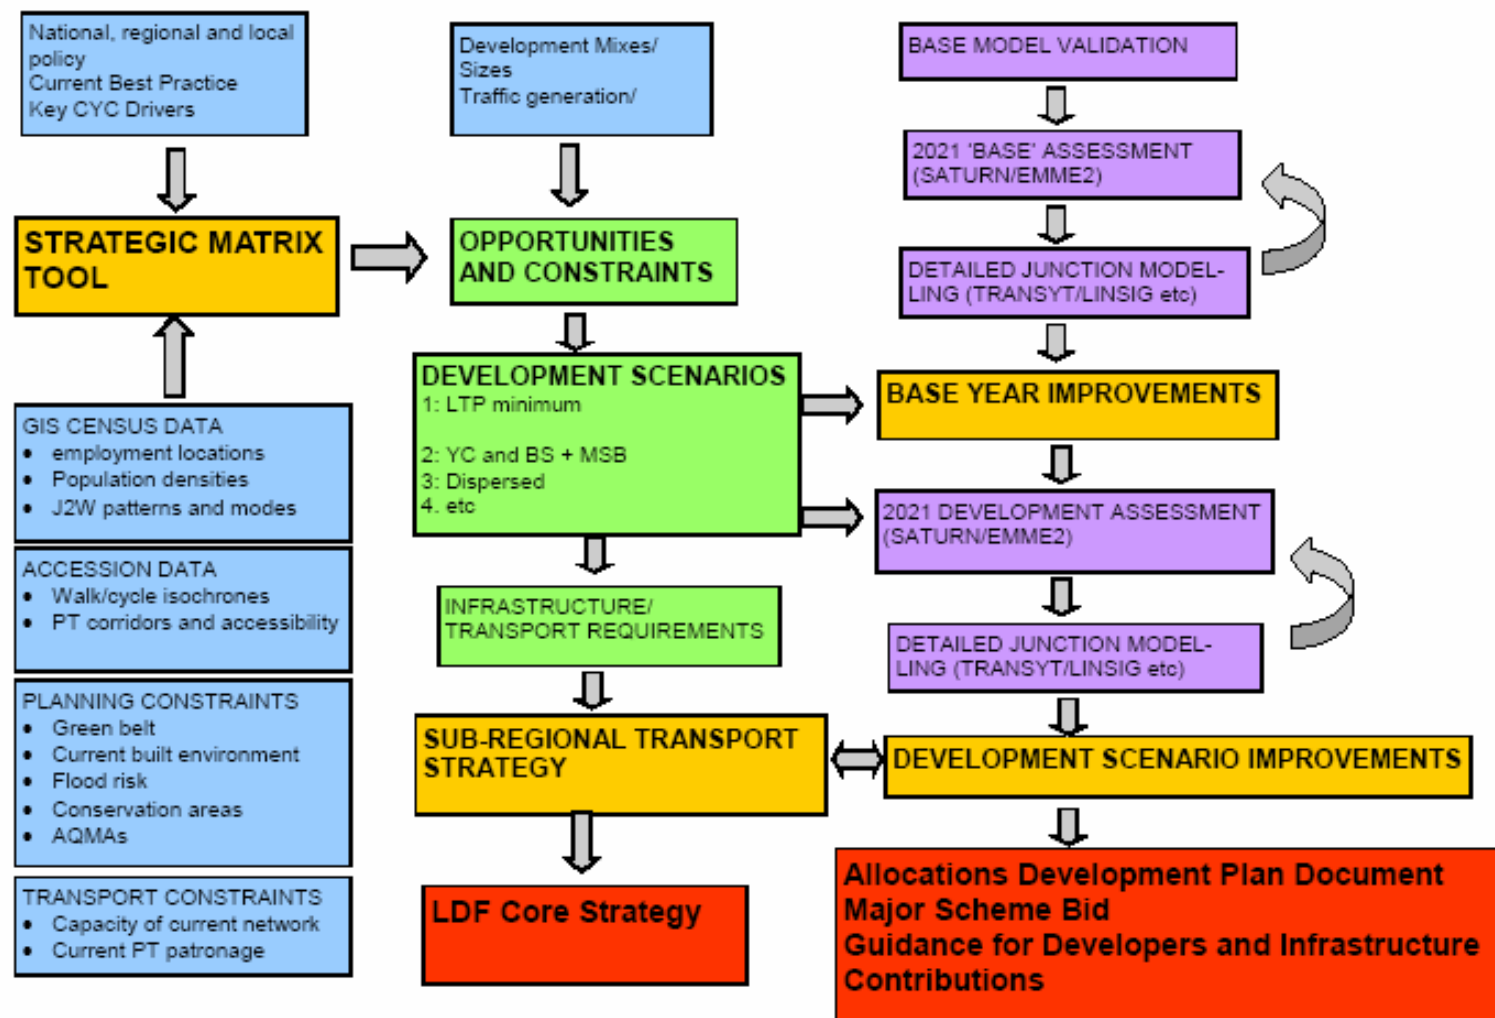 National, regional and local
policy
Current Best Practice
Key CYC Drivers
STRATEGIC MATRIX
TOOL
GIS CENSUS DATA
• employment locations
• Population densities
• J2W patterns and modes
ACCESSION DATA
• Walk/cycle isochrones
• PT corridors and accessibility
PLANNING CONSTRAINTS
• Green belt
• Current built environment
• Flood risk
• Conservation areas
• AQMAs
TRANSPORT CONSTRAINTS
• Capacity of current network
• Current PT patronage
Development Mixes/
Sizes
Traffic generation/
OPPORTUNITIES
AND CONSTRAINTS
DEVELOPMENT SCENARIOS
1: LTP minimum
2: YC and BS + MSB
3: Dispersed
4. etc
INFRASTRUCTURE/
TRANSPORT REQUIREMENTS
SUB-REGIONAL TRANSPORT
STRATEGY
LDF Core Strategy
BASE MODEL VALIDATION
2021 'BASE' ASSESSMENT
(SATURN/EMME2)
DETAILED JUNCTION MODEL-
LING (TRANSYT/LINSIG etc)
BASE YEAR IMPROVEMENTS
2021 DEVELOPMENT ASSESSMENT
(SATURN/EMME2)
DETAILED JUNCTION MODEL-
LING (TRANSYT/LINSIG etc)
DEVELOPMENT SCENARIO IMPROVEMENTS
Allocations Development Plan Document
Major Scheme Bid
Guidance for Developers and Infrastructure
Contributions